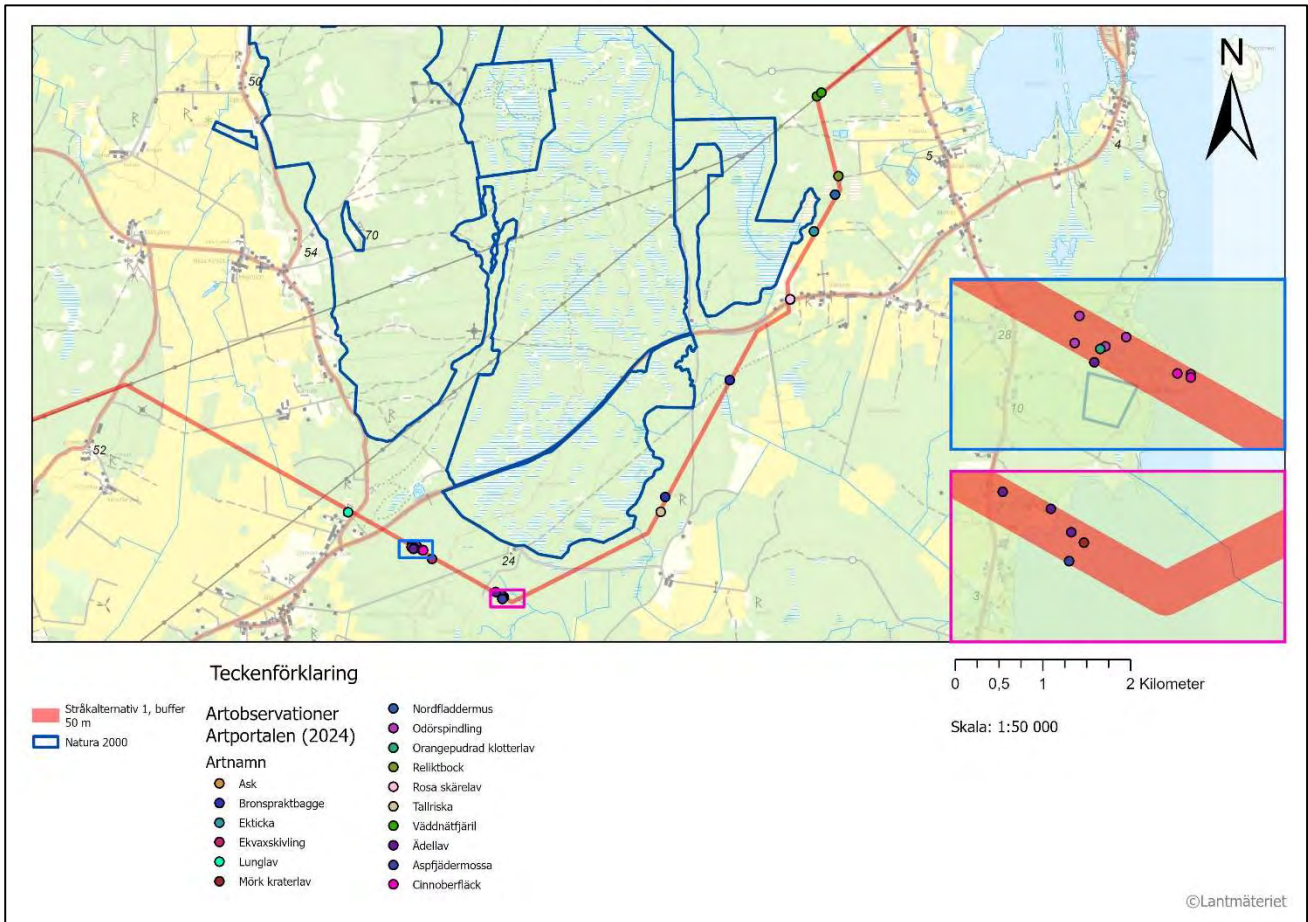 N
50
5
4
70
54
28
10
52
24
3
Teckenförklaring
Stråkalternativ 1, buffer
50 m
Natura 2000
Artobservationer
Artportalen (2024)
Artnamn
Ask
Bronspraktbagge
Ekticka
Ekvaxskivling
Lunglav
Mörk kraterlav
Nordfladdermus
Odörspindling
Orangepudrad klotterlav
Reliktbock
Rosa skärelav
Tallriska
Väddnätfjäril
Ädellav
Aspfjädermossa
Cinnoberfläck
0 0,5 1 2 Kilometer
Skala: 1:50 000
©Lantmäteriet